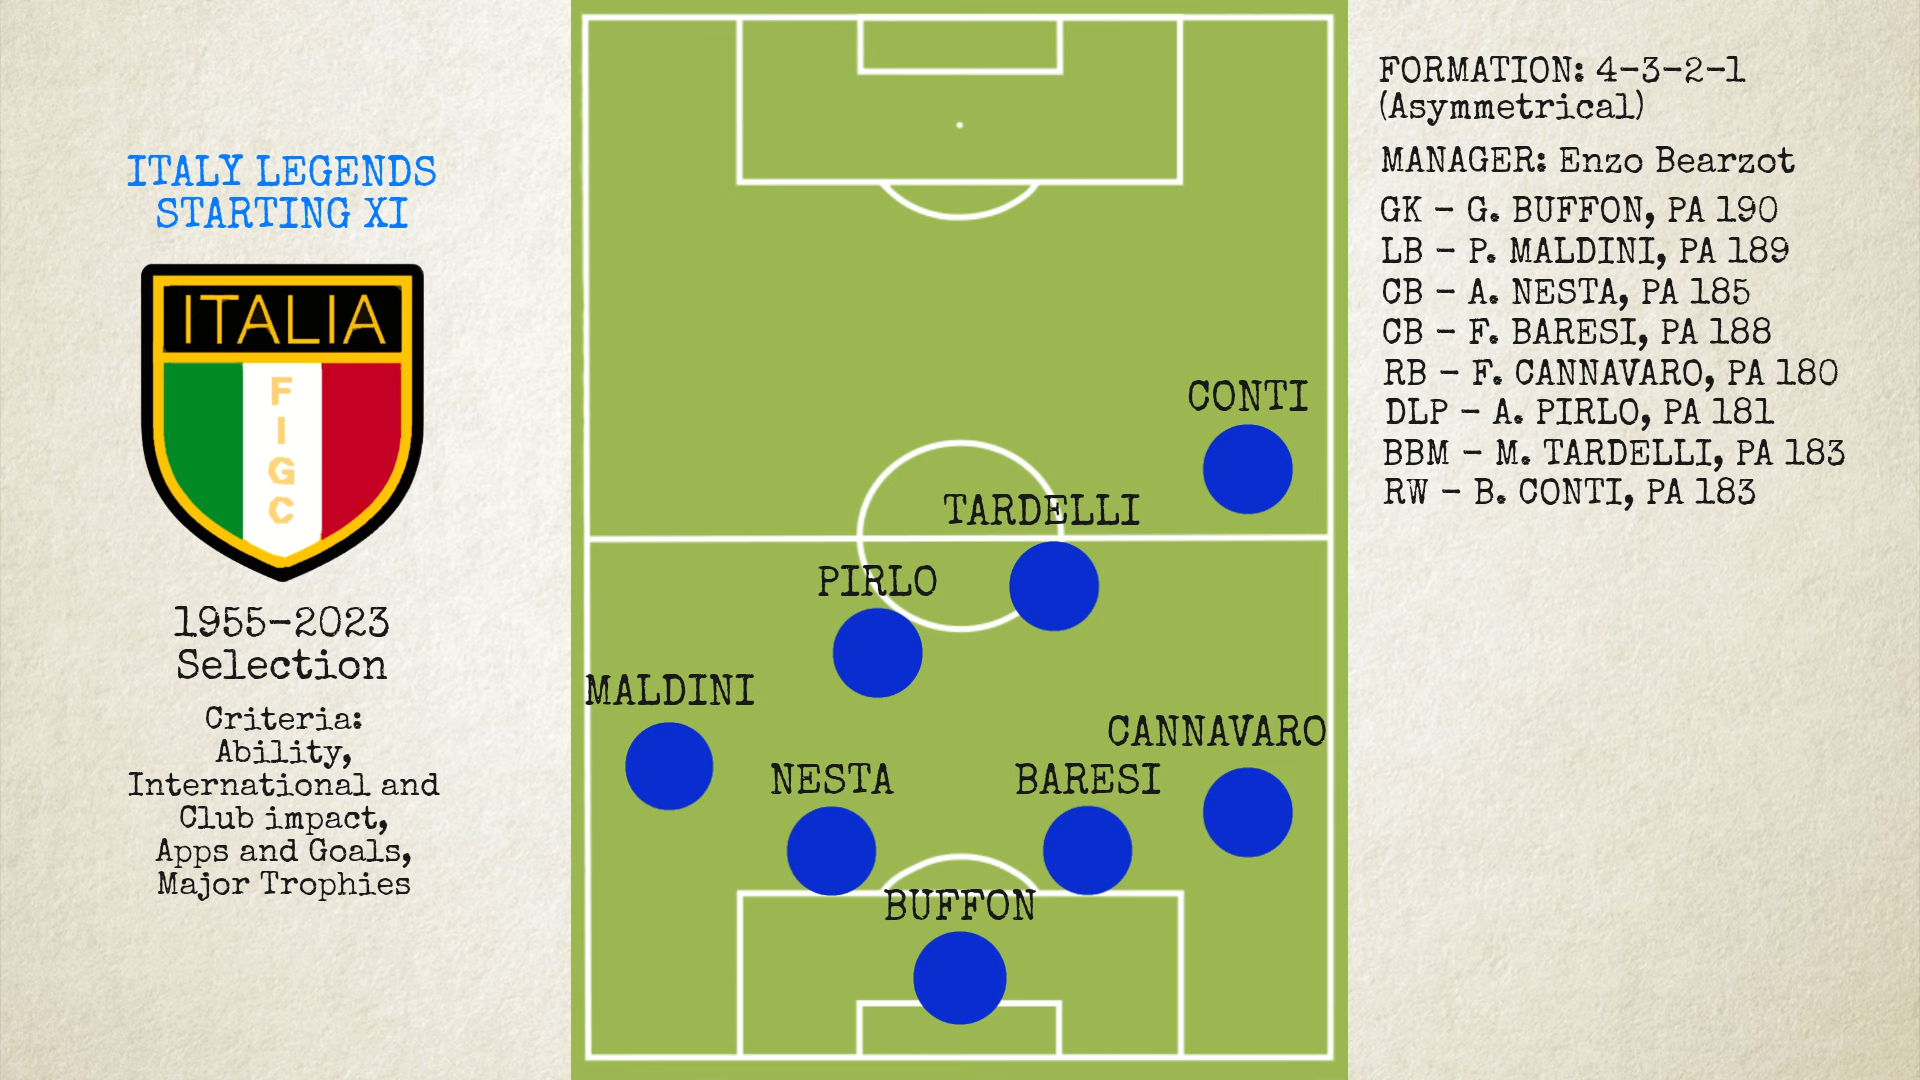 ITALY LEGENDS
STARTING XI
ITALIA
F
I
G
C
1955-2023
Selection
Criteria:
Ability,
International and
Club impact,
Apps and Goals,
Major Trophies
CONTI
TARDELLI
PIRLO
MALDINI
CANNAVARO
NESTA
BARESI
BUFFON
FORMATION: 4-3-2-1
(Asymmetrical)
MANAGER: Enzo Bearzot
GK - G. BUFFON, PA 190
LB - P. MALDINI, PA 189
CB - A. NESTA, PA 185
CB - F. BARESI, PA 188
RB - F. CANNAVARO, PA 180
DLP - A. PIRLO, PA 181
BBM - M. TARDELLI, PA 183
RW - B. CONTI, PA 183